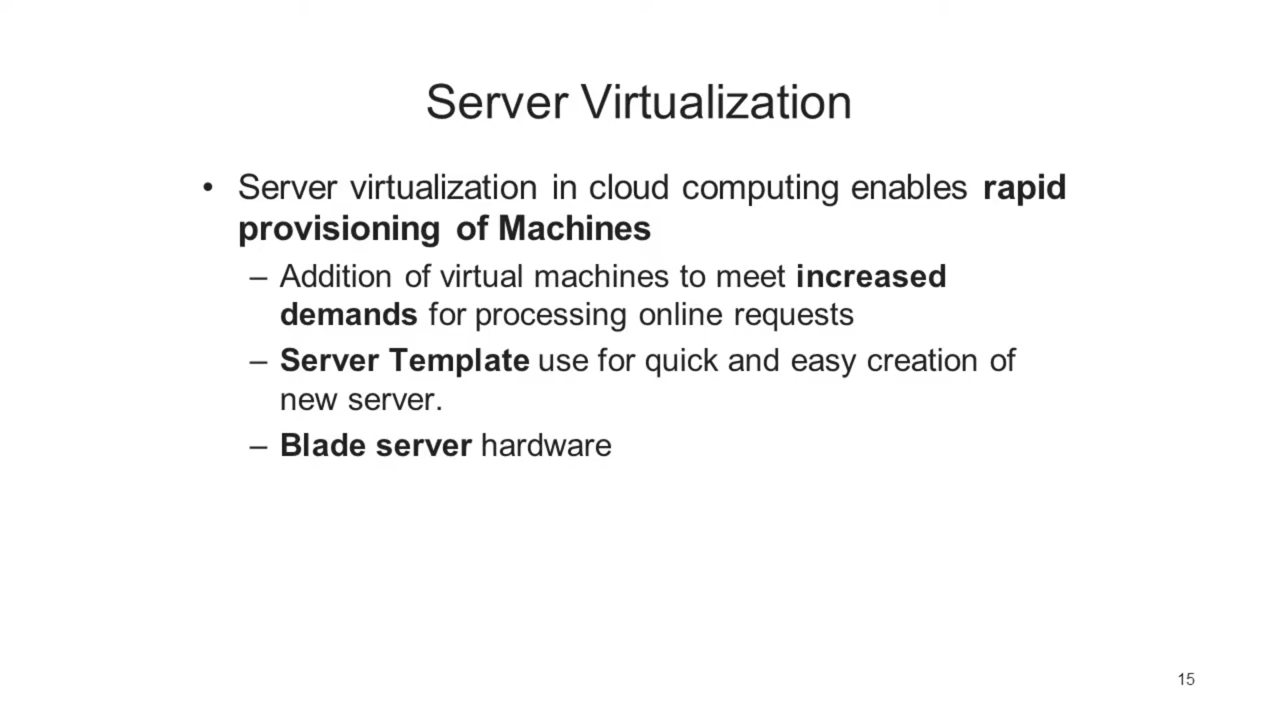 Server Virtualization
• Server virtualization in cloud computing enables rapid
provisioning of Machines
– Addition of virtual machines to meet increased
demands for processing online requests
– Server Template use for quick and easy creation of
new server.
– Blade server hardware
15